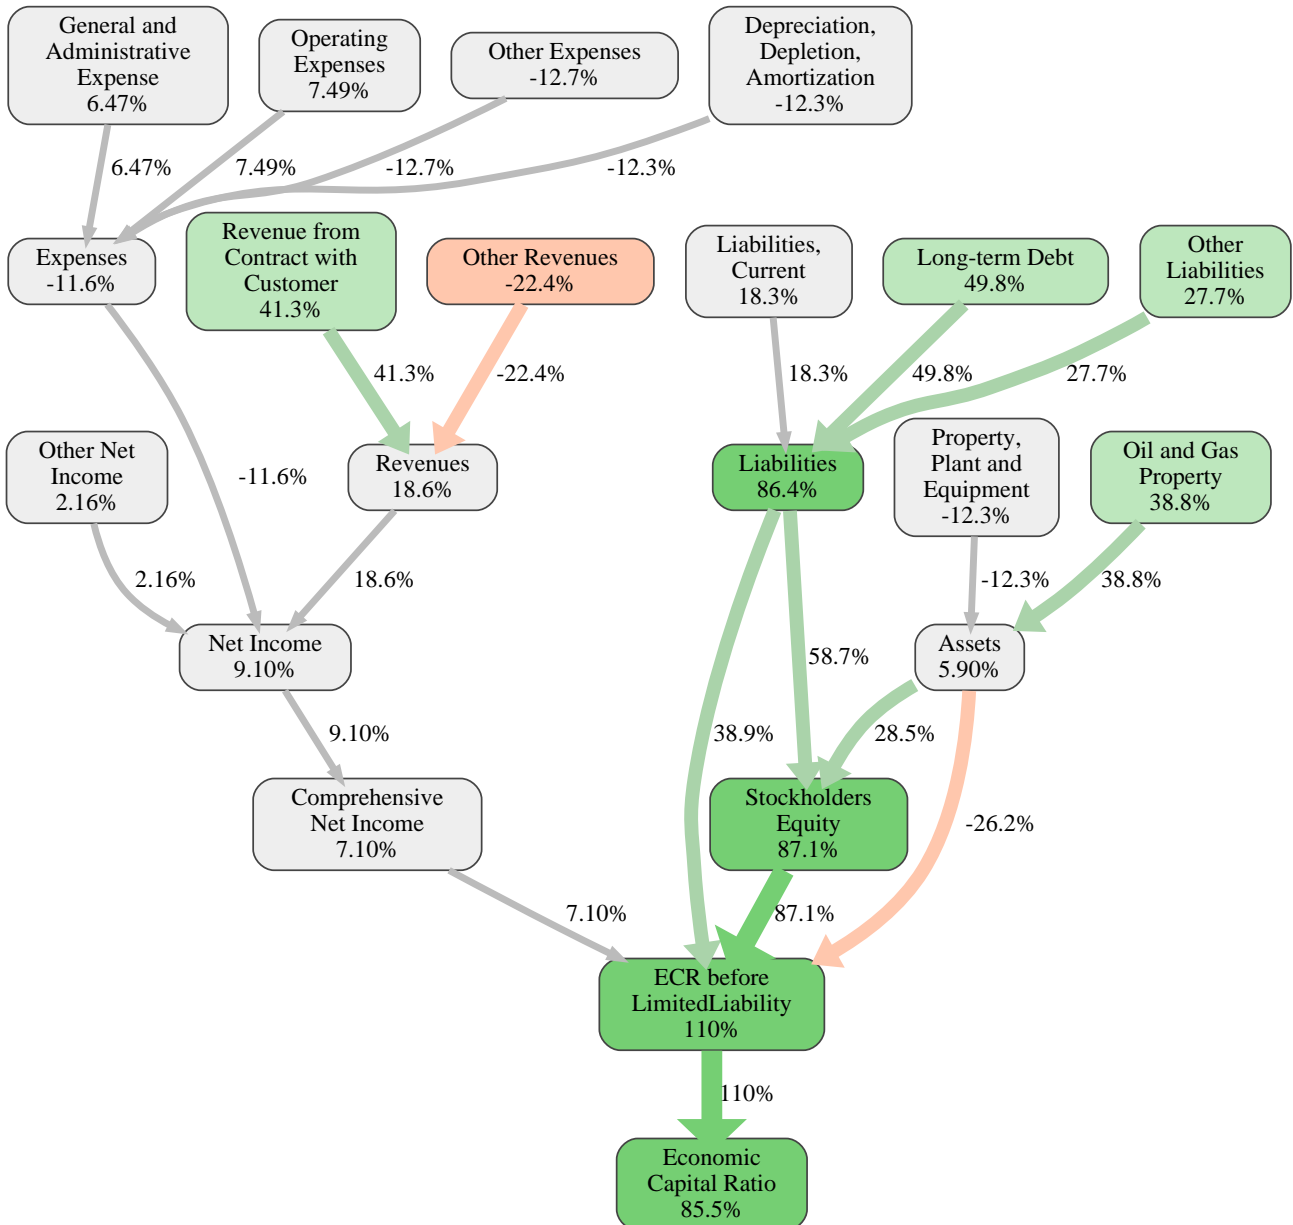 General and
Administrative
Expense
6.47%
Operating
Expenses
7.49%
Other Expenses
-12.7%
Depreciation,
Depletion,
Amortization
-12.3%
6.47%
7.49%
-12.7%
-12.3%
Expenses
-11.6%
Revenue from
Contract with
Customer
41.3%
Other Revenues
-22.4%
Liabilities,
Current
18.3%
Long-term Debt
49.8%
Other
Liabilities
27.7%
41.3%
-22.4%
18.3%
49.8%
27.7%
Other Net
Income
2.16%
-11.6%
Revenues
18.6%
Liabilities
86.4%
Property,
Plant and
Equipment
-12.3%
Oil and Gas
Property
38.8%
2.16%
18.6%
-12.3%
38.8%
Net Income
9.10%
58.7%
Assets
5.90%
9.10%
38.9%
28.5%
Comprehensive
Net Income
7.10%
Stockholders
Equity
87.1%
-26.2%
7.10%
87.1%
ECR before
LimitedLiability
110%
110%
Economic
Capital Ratio
85.5%